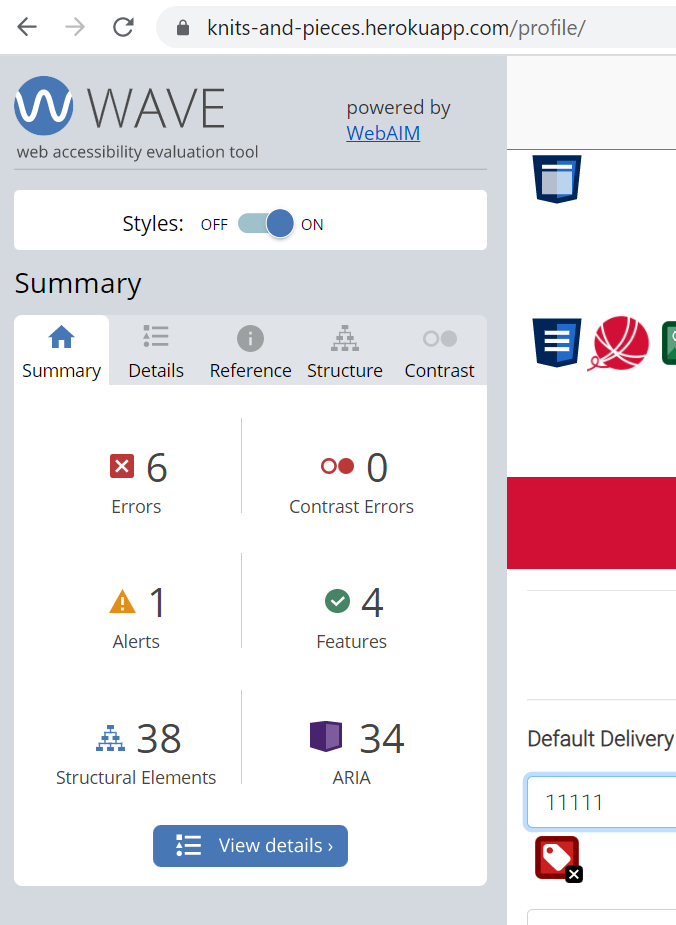 knits-and-pieces.herokuapp.com/profile/
WAVE
powered by
WebAIM
web accessibility evaluation tool
Styles: OFF ON
Summary
Summary Details Reference Structure Contrast
6 0
Errors Contrast Errors
1 4
Alerts Features
38 34
Structural Elements ARIA
View details ›
Default Delivery
11111